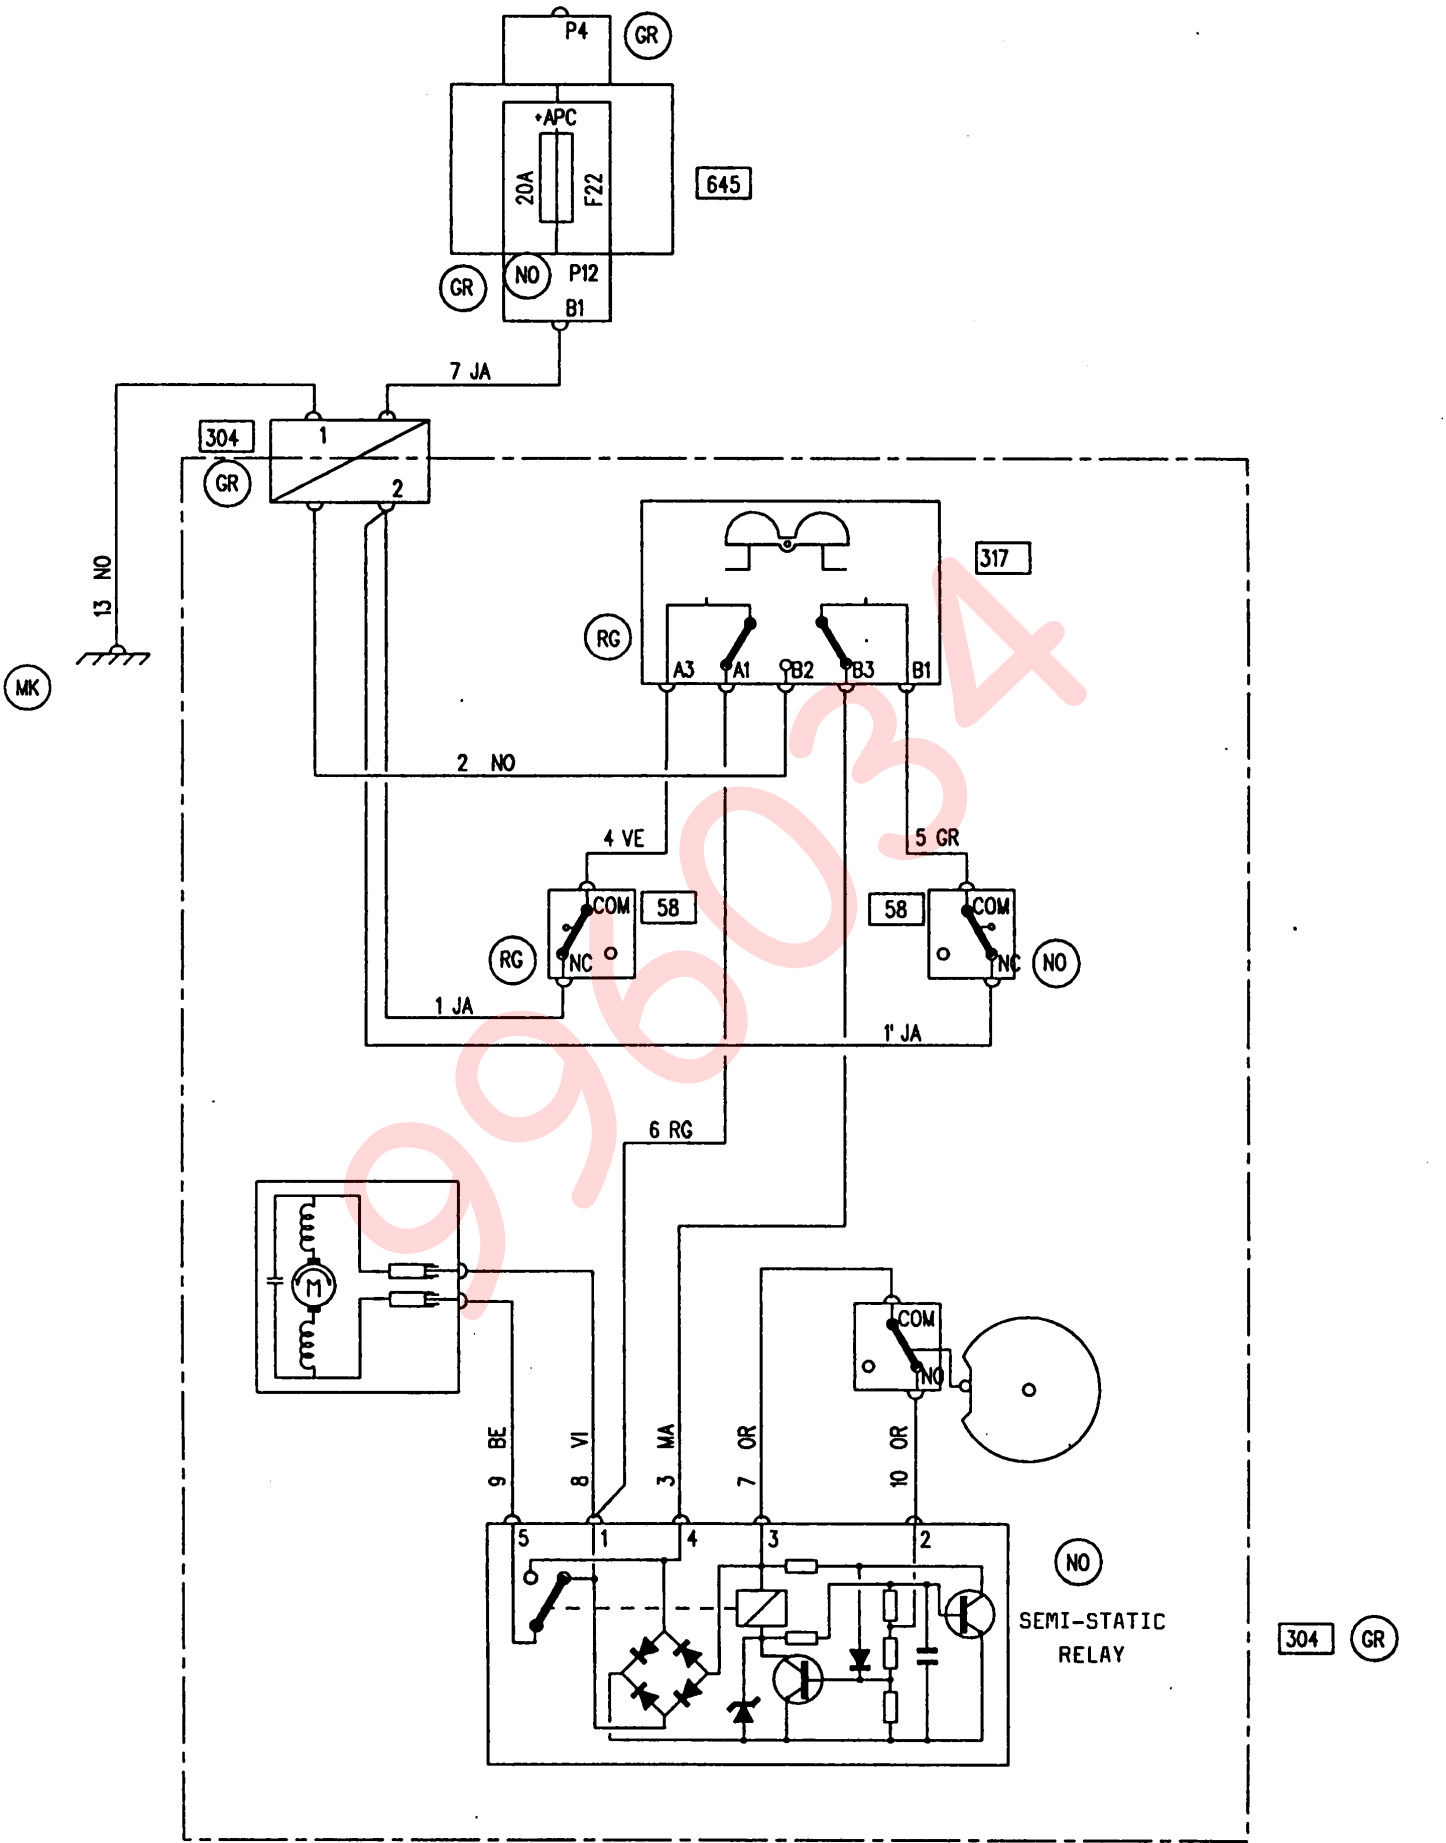 P4
GR
+APC
20A
F22
645
GR
NO
P12
B1
7 JA
304
1
GR
2
317
13 NO
RG
A3
A1
B2
B3
B1
MK
2 NO
4 VE
5 GR
COM
58
58
COM
RG
NC
NC
NO
1 JA
1' JA
6 RG
M
COM
NO
9 BE
8 VI
3 MA
7 OR
10 OR
5
1
4
3
2
NO
SEMI-STATIC
RELAY
304
GR
996034